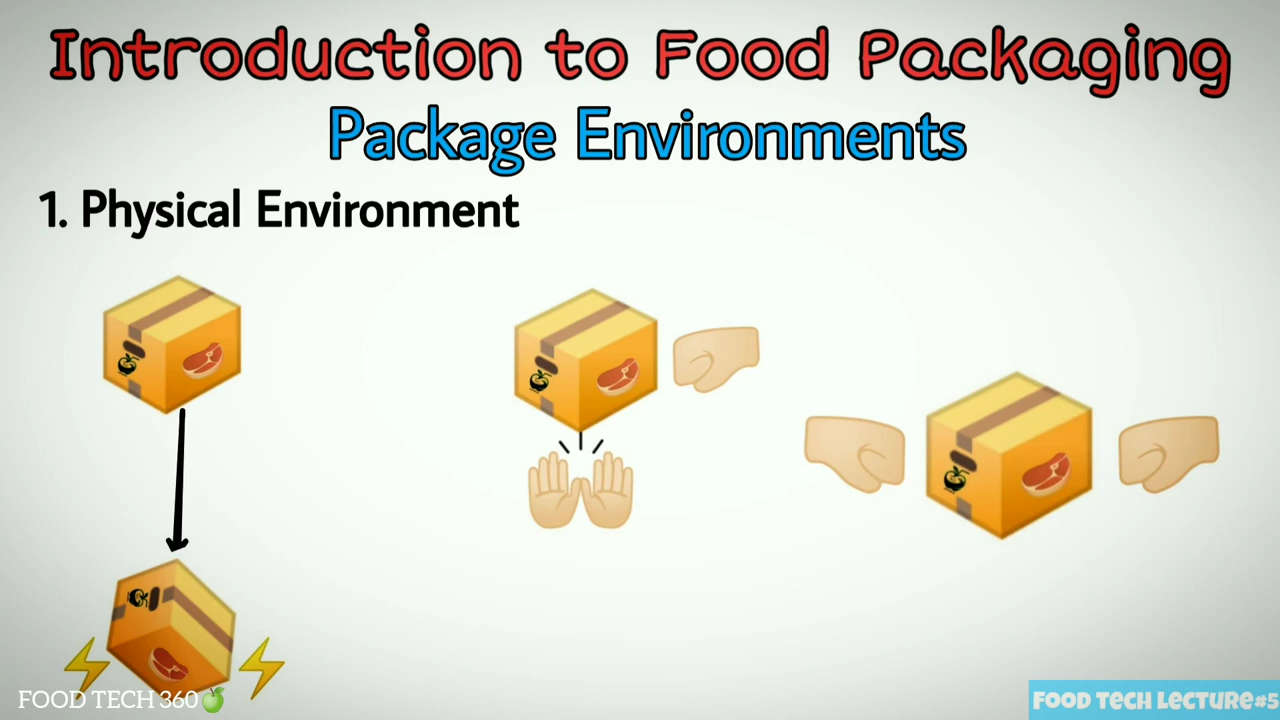 Introduction to Food Packaging
Package Environments
1. Physical Environment
FOOD TECH 360🍏
FOOD TECH LECTURE#5